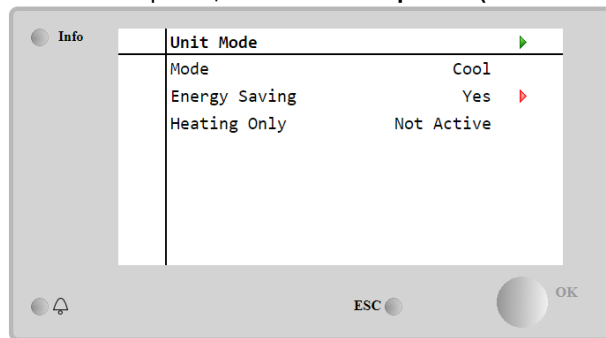 Info
Unit Mode
Mode Cool
Energy Saving Yes
Heating Only Not Active
ESC
OK